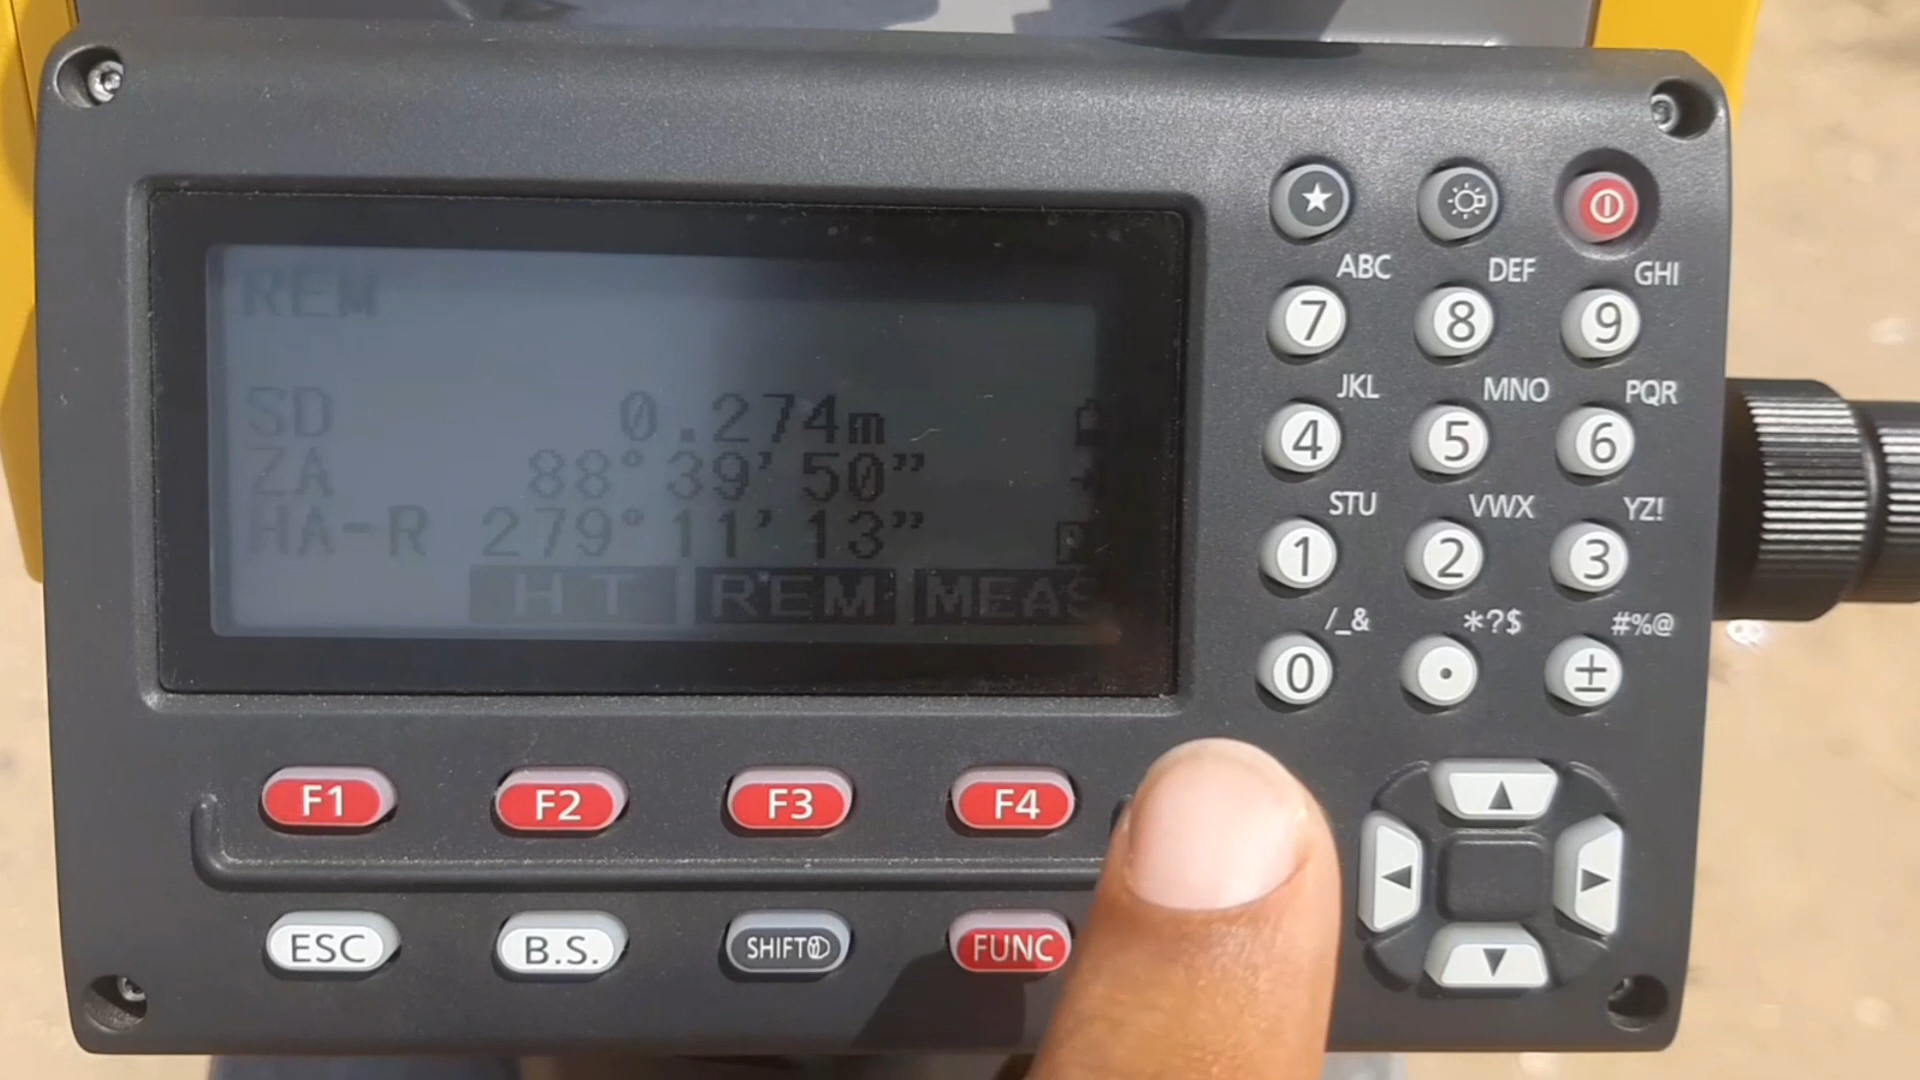 REM
SD 0.274m
ZA 88°39'50"
HA-R 279°11'13"
HT REM MEAS
ABC DEF GHI
7 8 9
JKL MNO PQR
4 5 6
STU VWX YZ!
1 2 3
/_& *?$ #%@
0 . ±
F1 F2 F3 F4
ESC B.S. SHIFT FUNC